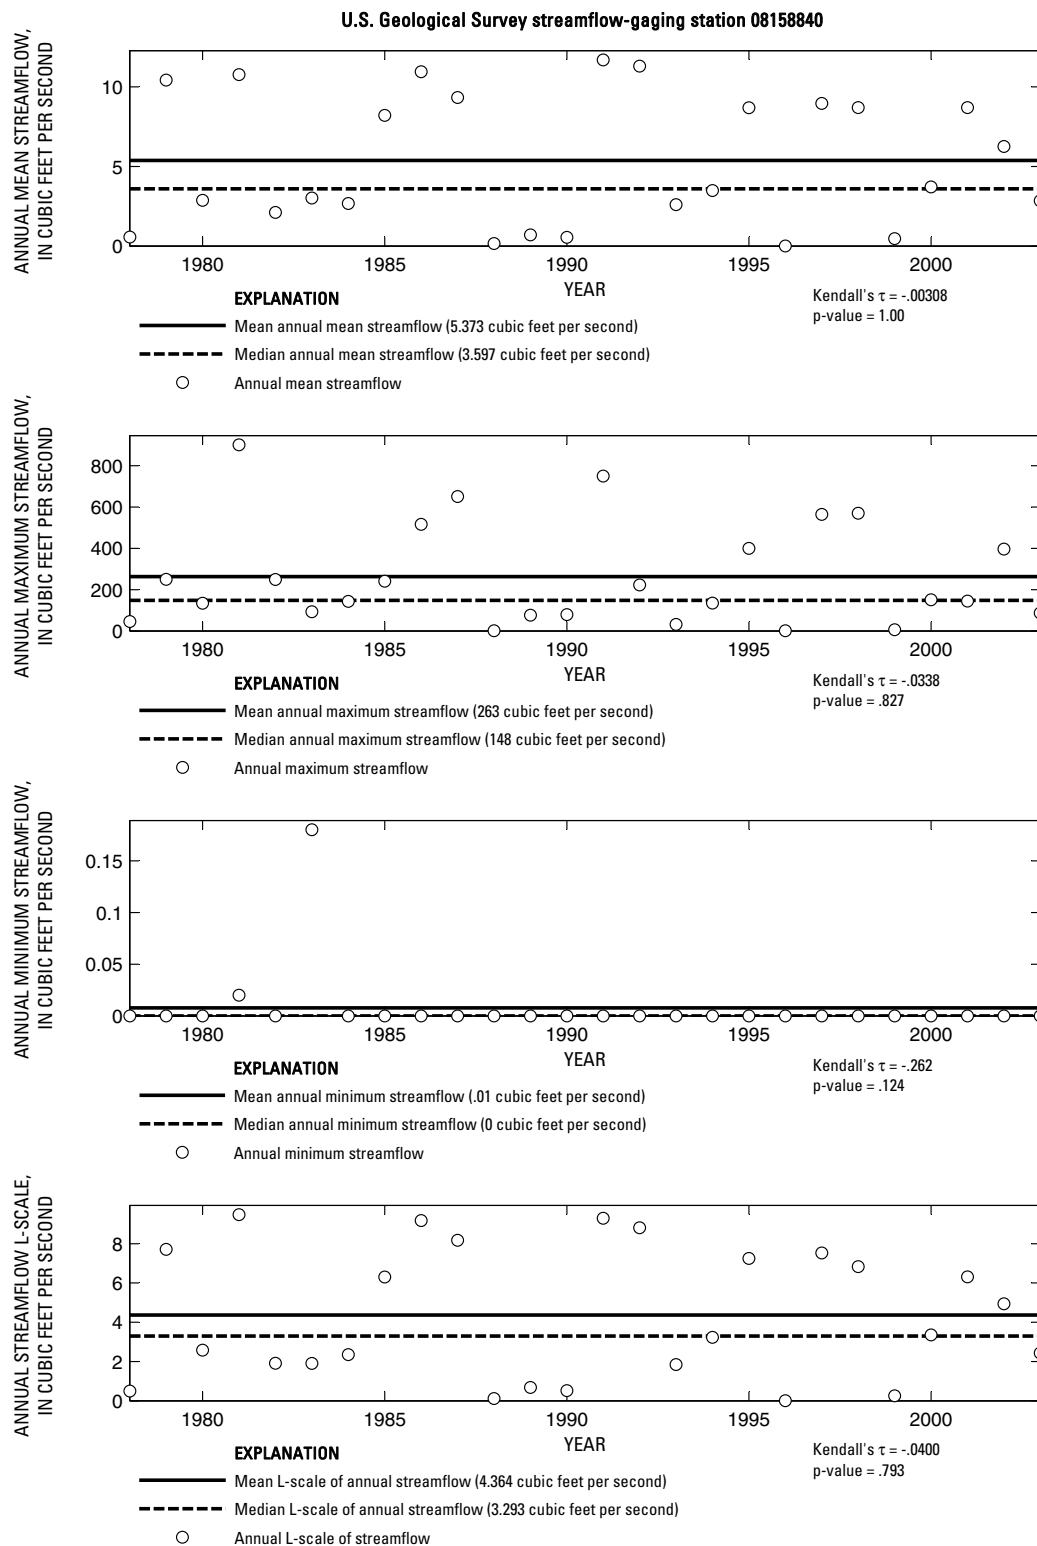 U.S. Geological Survey streamflow-gaging station 08158840
ANNUAL MEAN STREAMFLOW,
IN CUBIC FEET PER SECOND
10
5
0
1980 1985 1990 1995 2000
YEAR
Kendall's τ = -.00308
p-value = 1.00
EXPLANATION
Mean annual mean streamflow (5.373 cubic feet per second)
Median annual mean streamflow (3.597 cubic feet per second)
Annual mean streamflow
ANNUAL MAXIMUM STREAMFLOW,
IN CUBIC FEET PER SECOND
800
600
400
200
0
1980 1985 1990 1995 2000
YEAR
Kendall's τ = -.0338
p-value = .827
EXPLANATION
Mean annual maximum streamflow (263 cubic feet per second)
Median annual maximum streamflow (148 cubic feet per second)
Annual maximum streamflow
ANNUAL MINIMUM STREAMFLOW,
IN CUBIC FEET PER SECOND
0.15
0.1
0.05
0
1980 1985 1990 1995 2000
YEAR
Kendall's τ = -.262
p-value = .124
EXPLANATION
Mean annual minimum streamflow (.01 cubic feet per second)
Median annual minimum streamflow (0 cubic feet per second)
Annual minimum streamflow
ANNUAL STREAMFLOW L-SCALE,
IN CUBIC FEET PER SECOND
8
6
4
2
0
1980 1985 1990 1995 2000
YEAR
Kendall's τ = -.0400
p-value = .793
EXPLANATION
Mean L-scale of annual streamflow (4.364 cubic feet per second)
Median L-scale of annual streamflow (3.293 cubic feet per second)
Annual L-scale of streamflow